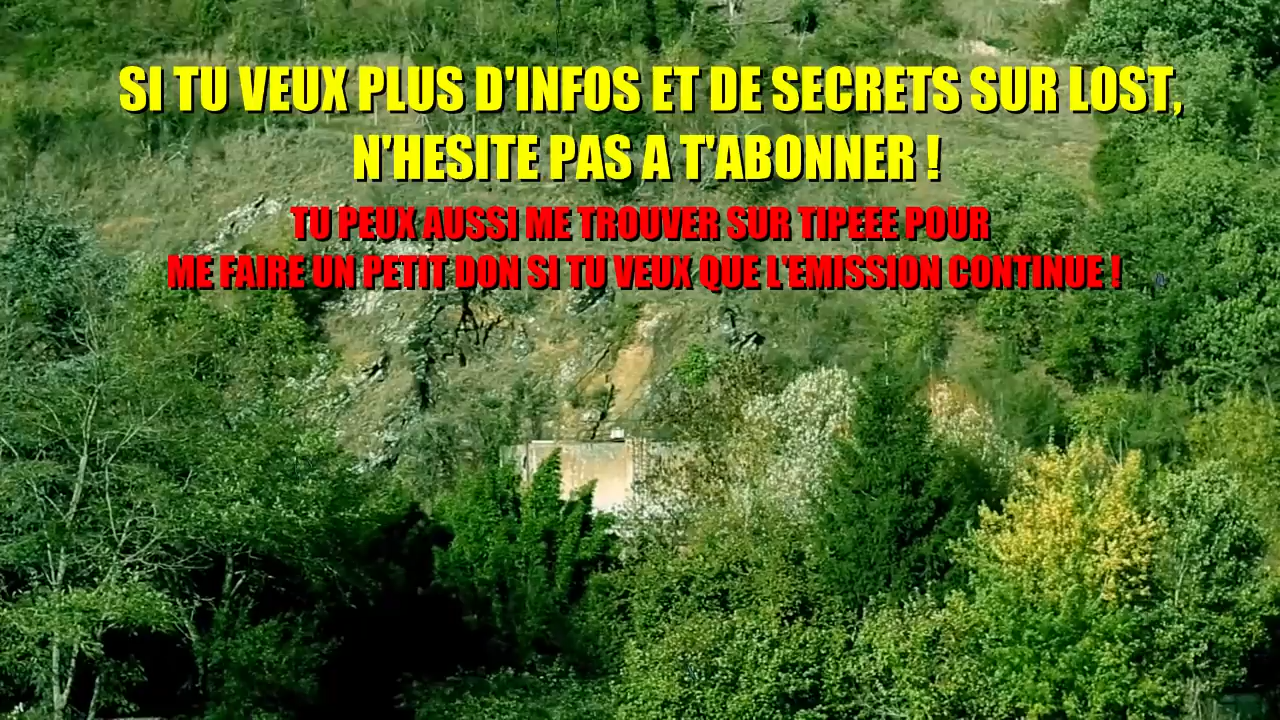 SI TU VEUX PLUS D'INFOS ET DE SECRETS SUR LOST,
N'HESITE PAS A T'ABONNER !
TU PEUX AUSSI ME TROUVER SUR TIPEEE POUR
ME FAIRE UN PETIT DON SI TU VEUX QUE L'EMISSION CONTINUE !